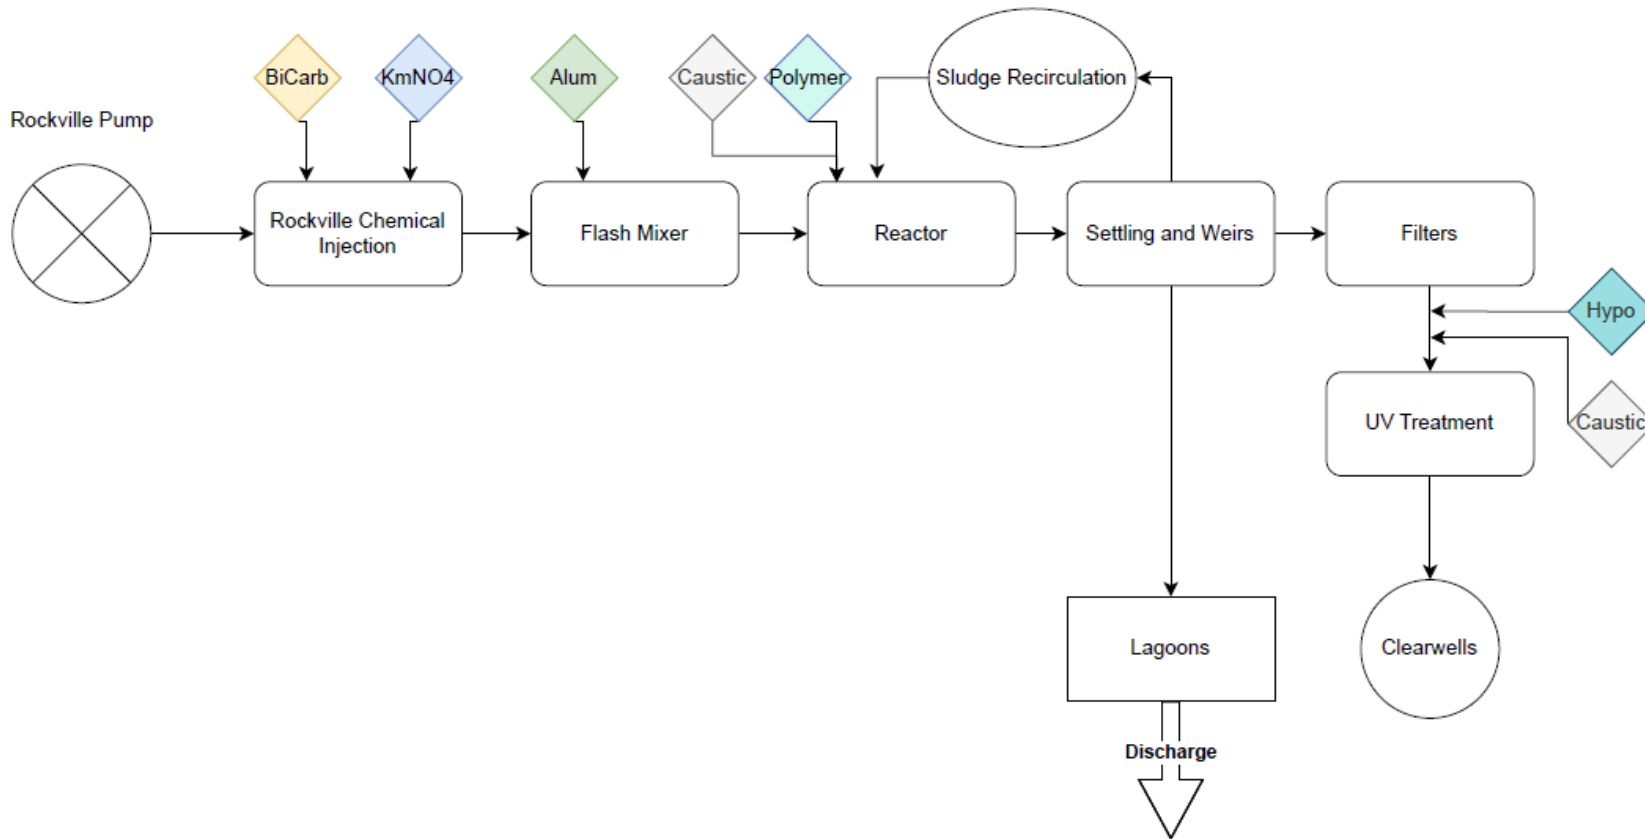 BiCarb
KmNO4
Alum
Caustic
Polymer
Sludge Recirculation
Rockville Pump
Rockville Chemical
Injection
Flash Mixer
Reactor
Settling and Weirs
Filters
Hypo
UV Treatment
Caustic
Lagoons
Clearwells
Discharge